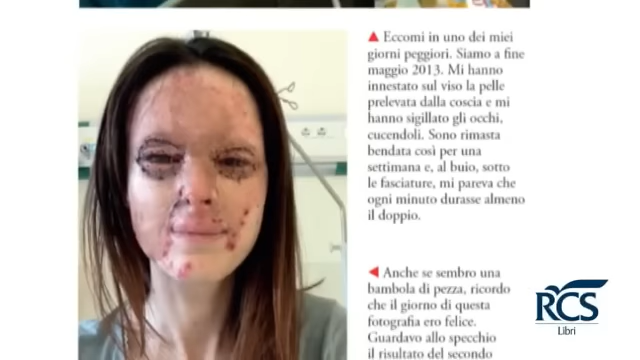 Eccomi in uno dei miei
giorni peggiori. Siamo a fine
maggio 2013. Mi hanno
innestato sul viso la pelle
prelevata dalla coscia e mi
hanno sigillato gli occhi,
cucendoli. Sono rimasta
bendata così per una
settimana e, al buio, sotto
le fasciature, mi pareva che
ogni minuto durasse almeno
il doppio.
Anche se sembro una
bambola di pezza, ricordo
che il giorno di questa
fotografia ero felice.
Guardavo allo specchio
il risultato del secondo
RCS
Libri